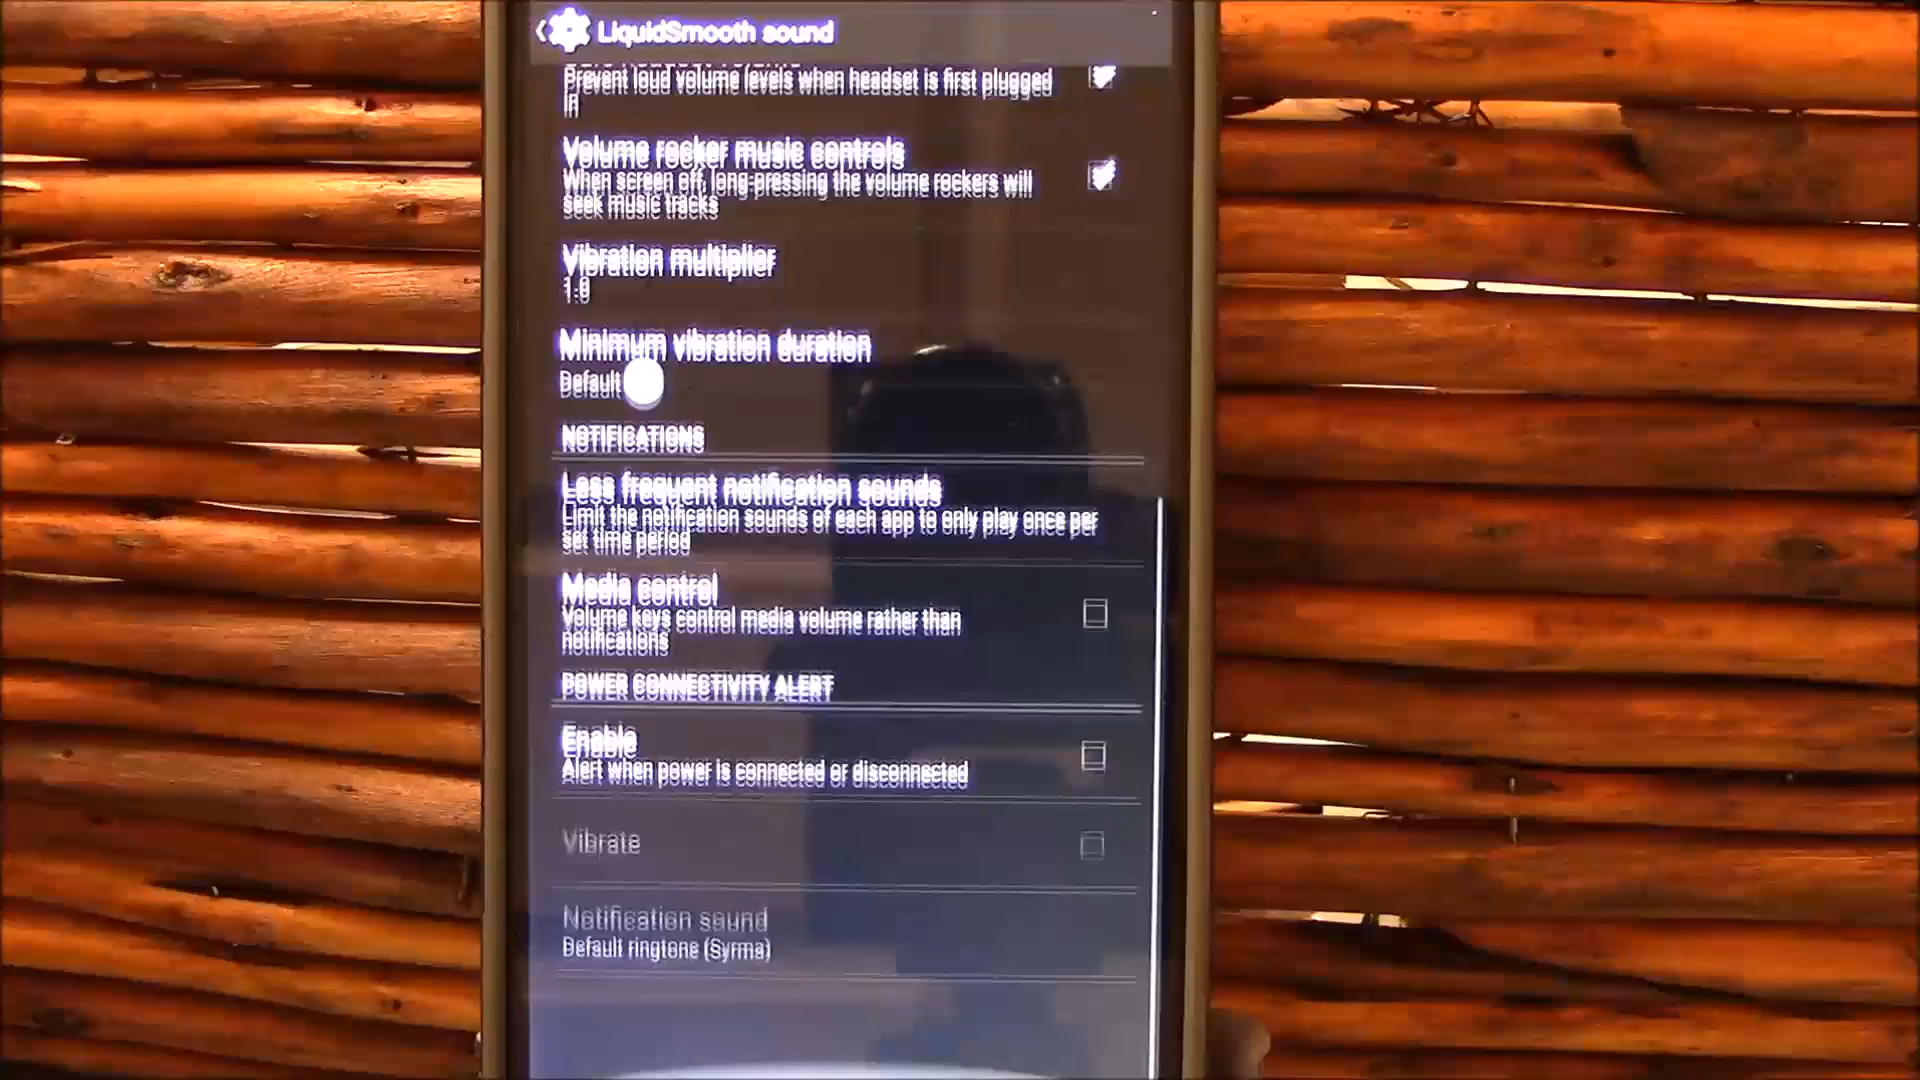 LiquidSmooth sound
Prevent loud volume levels when headset is first plugged
in
Volume rocker music controls
When screen off, long-pressing the volume rockers will
seek music tracks
Vibration multiplier
1.0
Minimum vibration duration
Default
NOTIFICATIONS
Less frequent notification sounds
Limit the notification sounds of each app to only play once per
set time period
Media control
Volume keys control media volume rather than
notifications
POWER CONNECTIVITY ALERT
Enable
Alert when power is connected or disconnected
Vibrate
Notification sound
Default ringtone (Syrma)